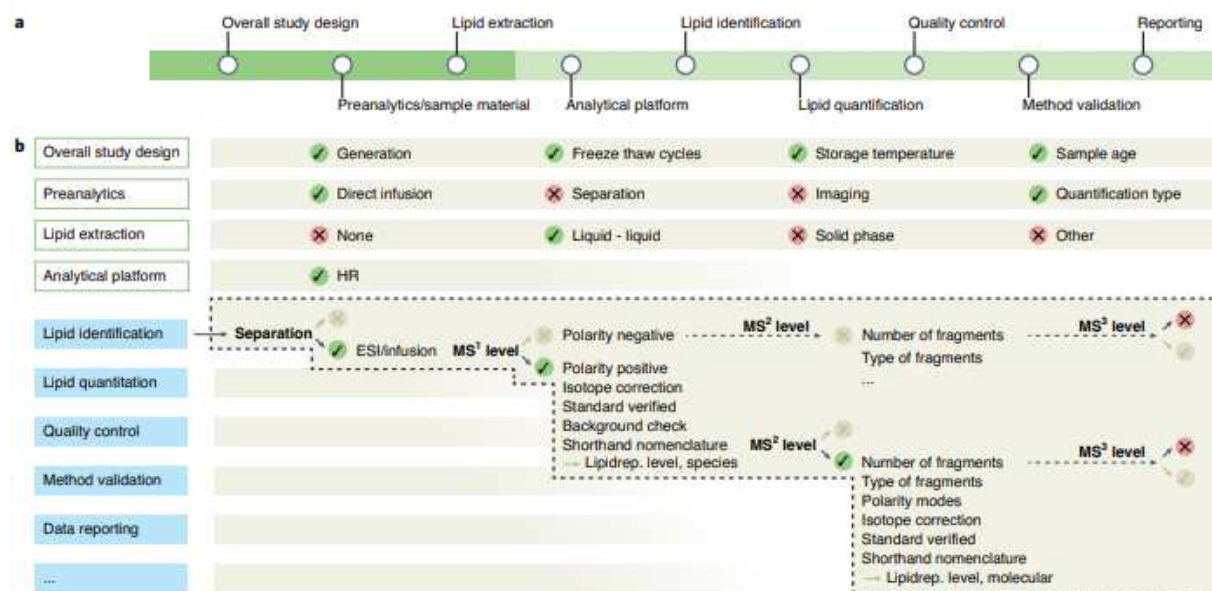 a
Overall study design
Lipid extraction
Lipid identification
Quality control
Reporting
Preanalytics/sample material
Analytical platform
Lipid quantification
Method validation
b
Overall study design
Generation
Freeze thaw cycles
Storage temperature
Sample age
Preanalytics
Direct infusion
Separation
Imaging
Quantification type
Lipid extraction
None
Liquid - liquid
Solid phase
Other
Analytical platform
HR
Lipid identification
Separation
ESI/infusion
MS1 level
Polarity negative
MS2 level
Number of fragments
Type of fragments
...
MS3 level
Polarity positive
Isotope correction
Standard verified
Background check
Shorthand nomenclature
→ Lipidrep. level, species
MS2 level
Number of fragments
Type of fragments
Polarity modes
Isotope correction
Standard verified
Shorthand nomenclature
→ Lipidrep. level, molecular
MS3 level
Lipid quantitation
Quality control
Method validation
Data reporting
...